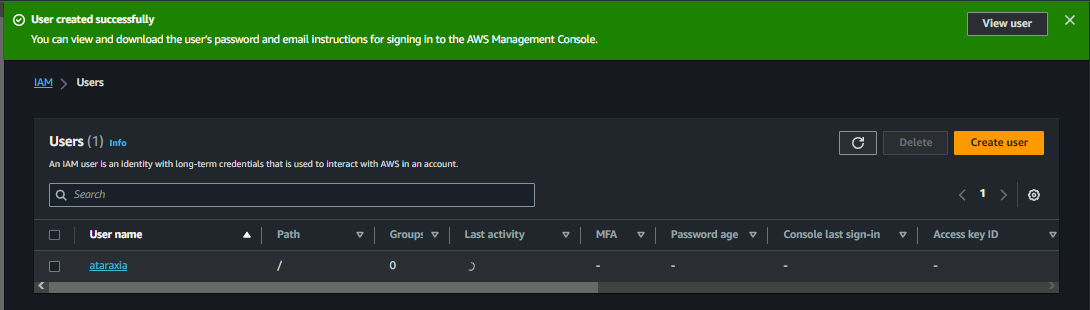 User created successfully
View user
You can view and download the user's password and email instructions for signing in to the AWS Management Console.
IAM > Users
Users (1) Info
Delete
Create user
An IAM user is an identity with long-term credentials that is used to interact with AWS in an account.
Search
1
User name
Path
Groups
Last activity
MFA
Password age
Console last sign-in
Access key ID
ataraxia
/
0
-
-
-
-